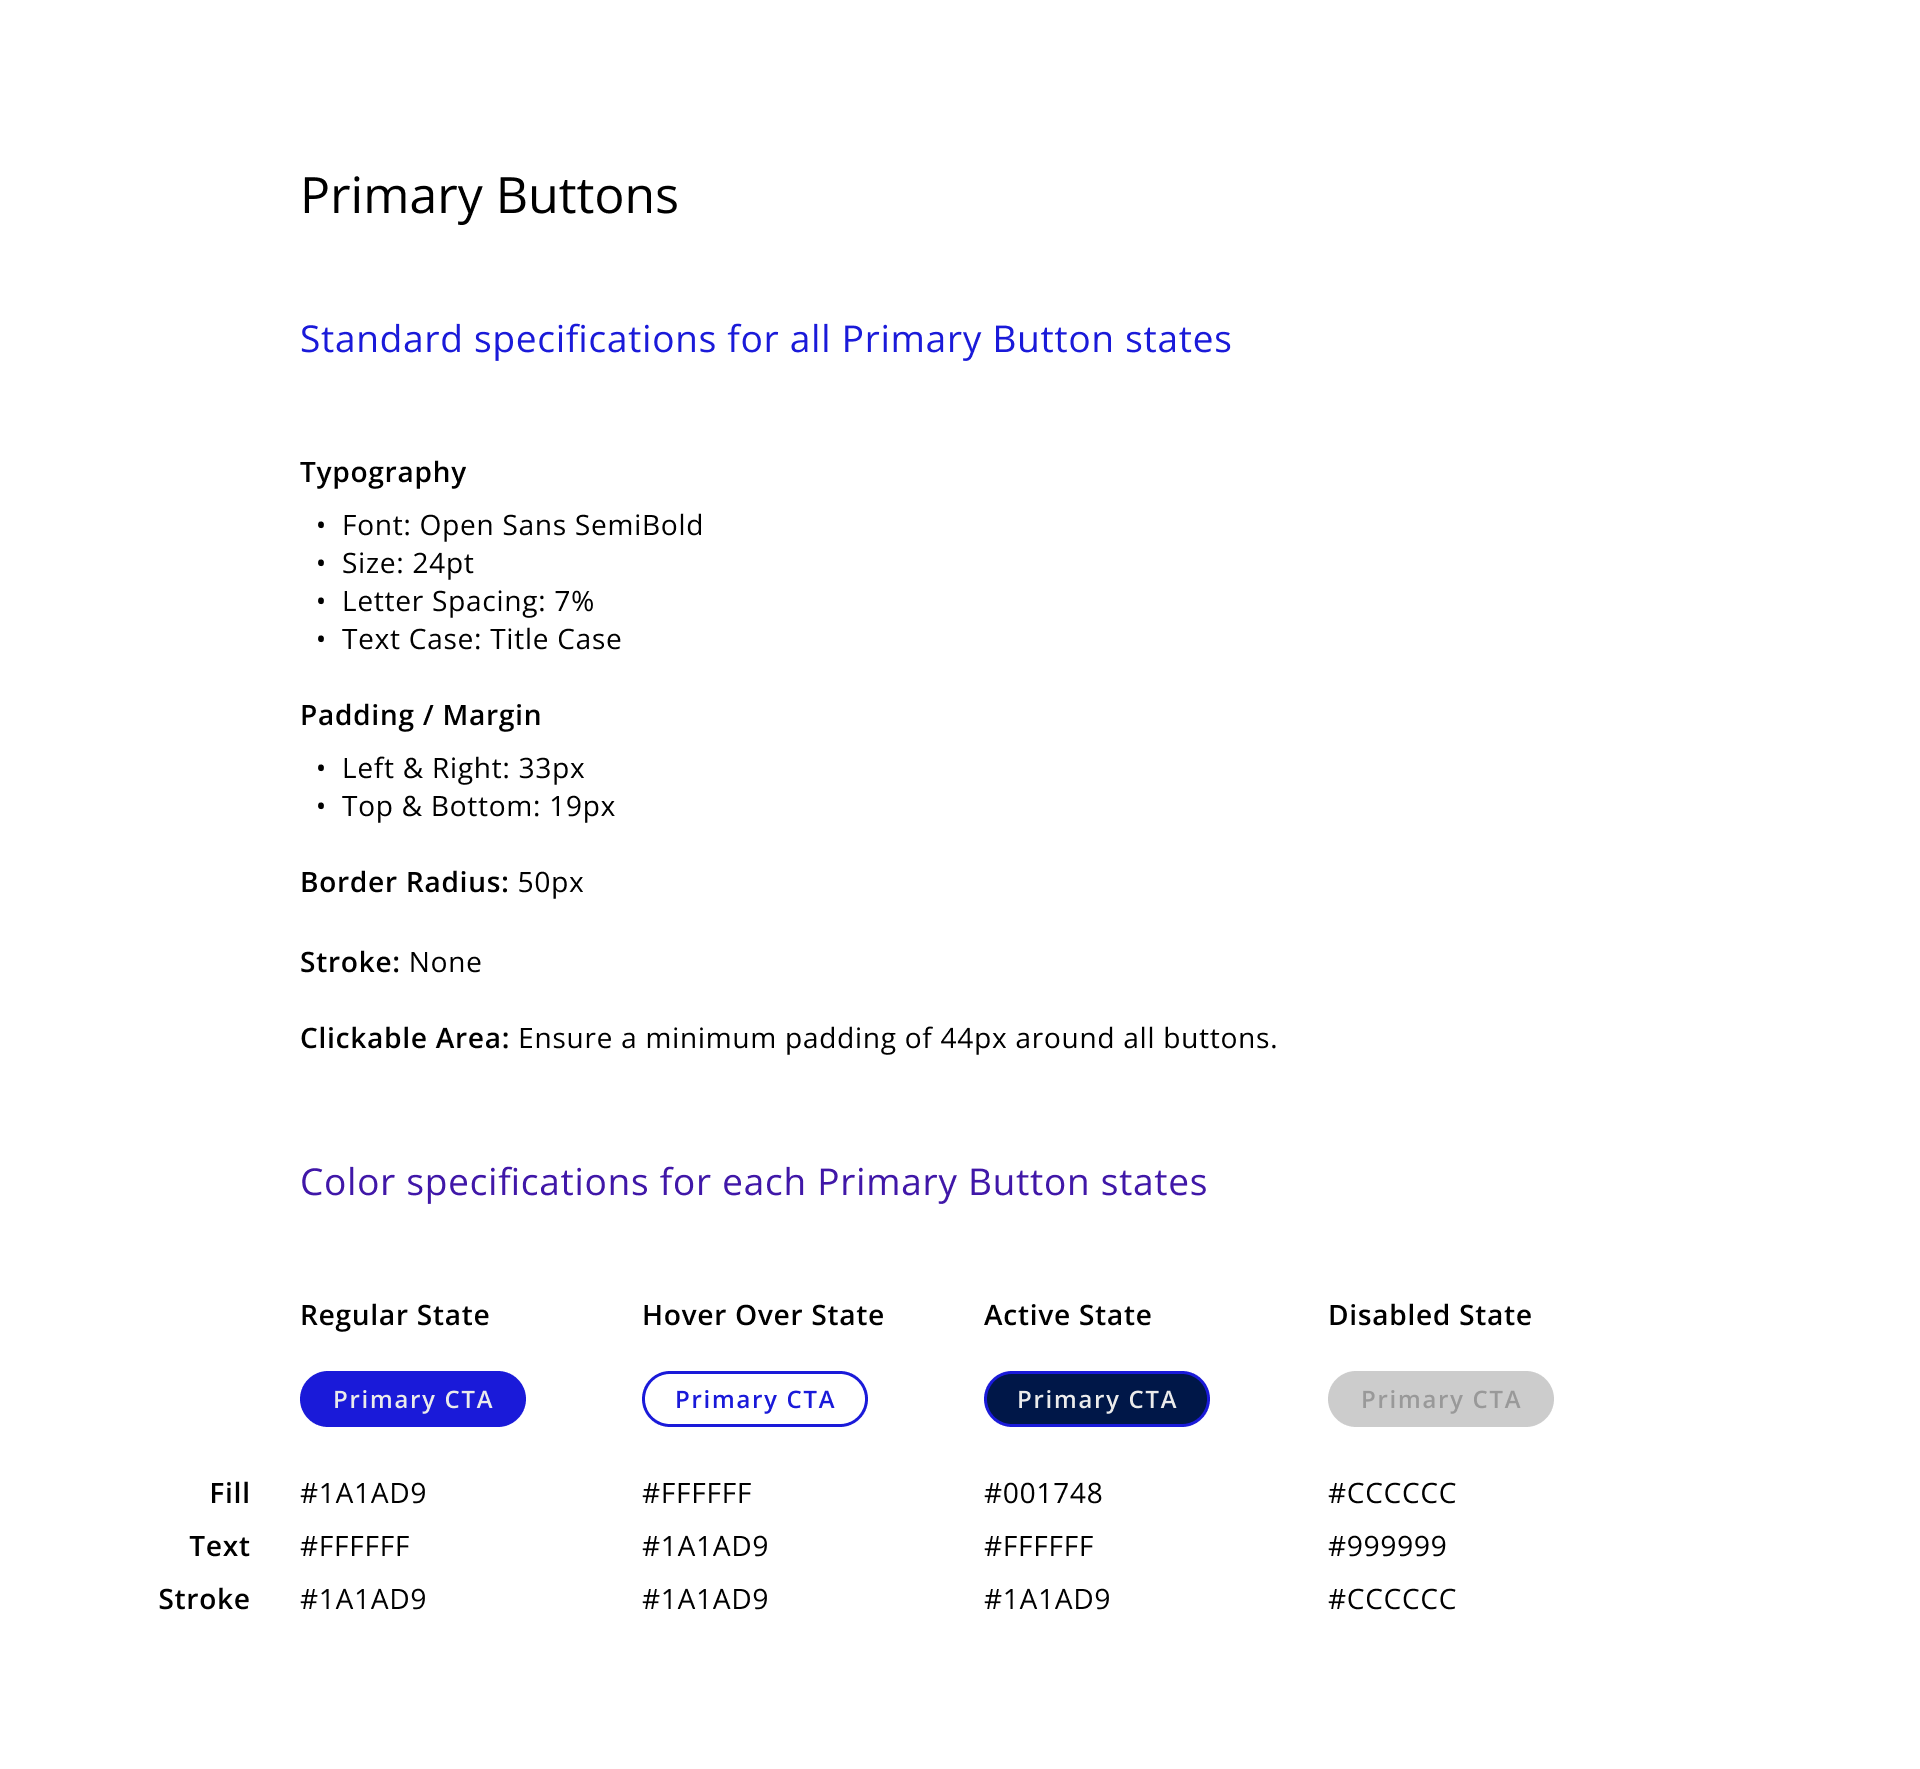 Primary Buttons
Standard specifications for all Primary Button states
Typography
• Font: Open Sans SemiBold
• Size: 24pt
• Letter Spacing: 7%
• Text Case: Title Case
Padding / Margin
• Left & Right: 33px
• Top & Bottom: 19px
Border Radius: 50px
Stroke: None
Clickable Area: Ensure a minimum padding of 44px around all buttons.
Color specifications for each Primary Button states
Regular State Hover Over State Active State Disabled State
Primary CTA Primary CTA Primary CTA Primary CTA
Fill #1A1AD9 #FFFFFF #001748 #CCCCCC
Text #FFFFFF #1A1AD9 #FFFFFF #999999
Stroke #1A1AD9 #1A1AD9 #1A1AD9 #CCCCCC